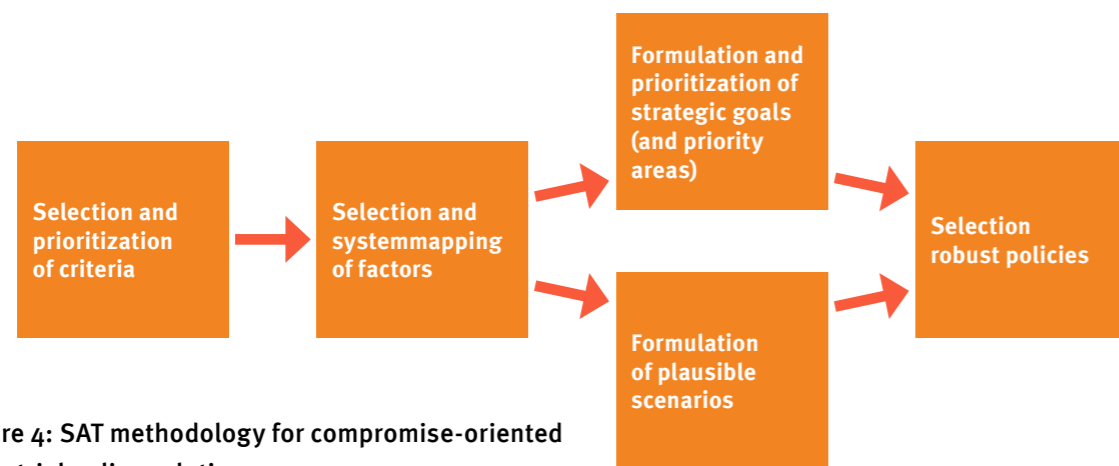 Selection and
prioritization
of criteria
Selection and
systemmapping
of factors
Formulation and
prioritization of
strategic goals
(and priority
areas)
Formulation
of plausible
scenarios
Selection
robust policies
re 4: SAT methodology for compromise-oriented